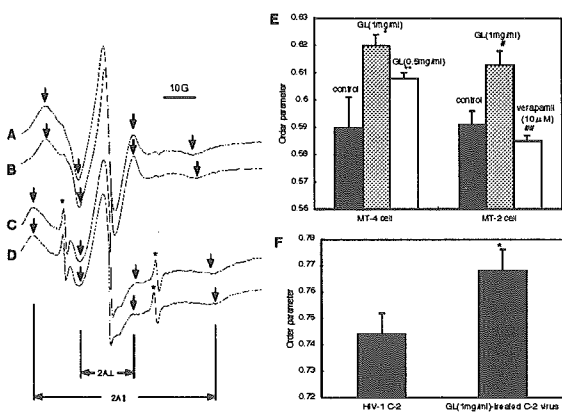 10G
A
B
C
D
*
*
*
2A⊥
2A∥
E
Order parameter
0.63
0.62
0.61
0.60
0.59
0.58
0.57
0.56
control
GL(1mg/ml)
*
GL(0.5mg/ml)
**
control
GL(1mg/ml)
#
verapamil
(10μM)
##
MT-4 cell
MT-2 cell
F
Order parameter
0.79
0.78
0.77
0.76
0.75
0.74
0.73
0.72
*
HIV-1 C-2
GL(1mg/ml)-treated C-2 virus